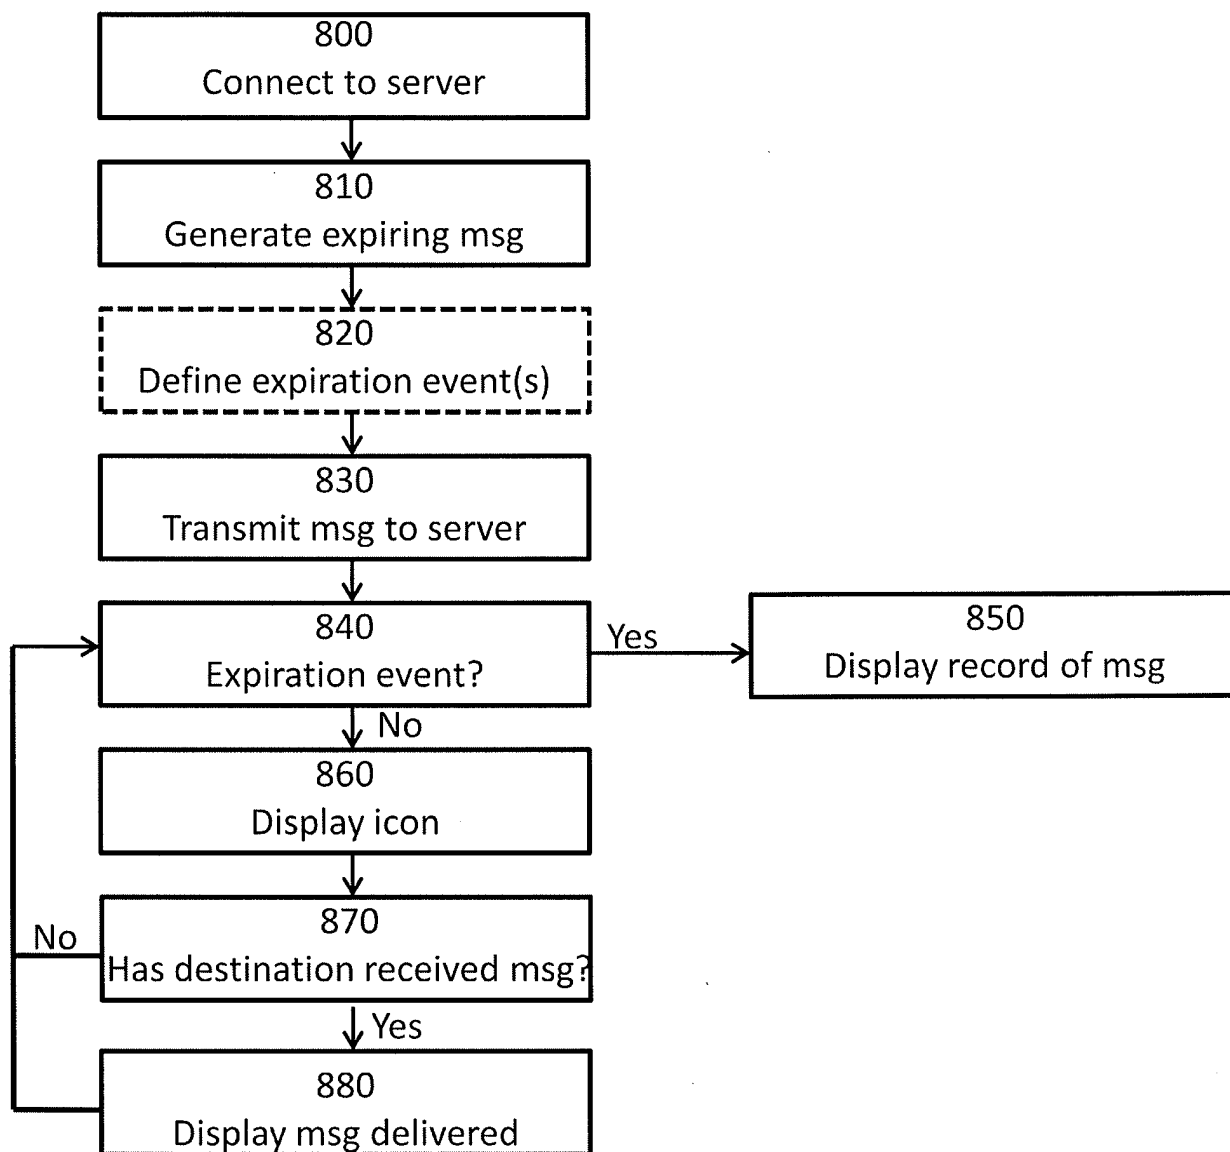 800
Connect to server
810
Generate expiring msg
820
Define expiration event(s)
830
Transmit msg to server
840
Expiration event?
Yes
850
Display record of msg
No
860
Display icon
870
Has destination received msg?
No
Yes
880
Display msg delivered